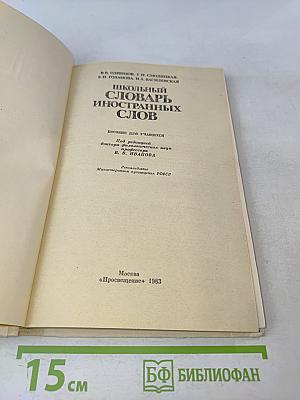 В. В. ОДИНЦОВ, Г. П. СМОЛИЦКАЯ,
Е. И. ГОЛАНОВА, И. А. ВАСИЛЕВСКАЯ
ШКОЛЬНЫЙ
СЛОВАРЬ
ИНОСТРАННЫХ
СЛОВ
ПОСОБИЕ ДЛЯ УЧАЩИХСЯ
Под редакцией
доктора филологических наук
профессора
В. В. ИВАНОВА
Рекомендовано
Министерством просвещения РСФСР
Москва
«Просвещение» 1983
15 см
БФ БИБЛИОФАН